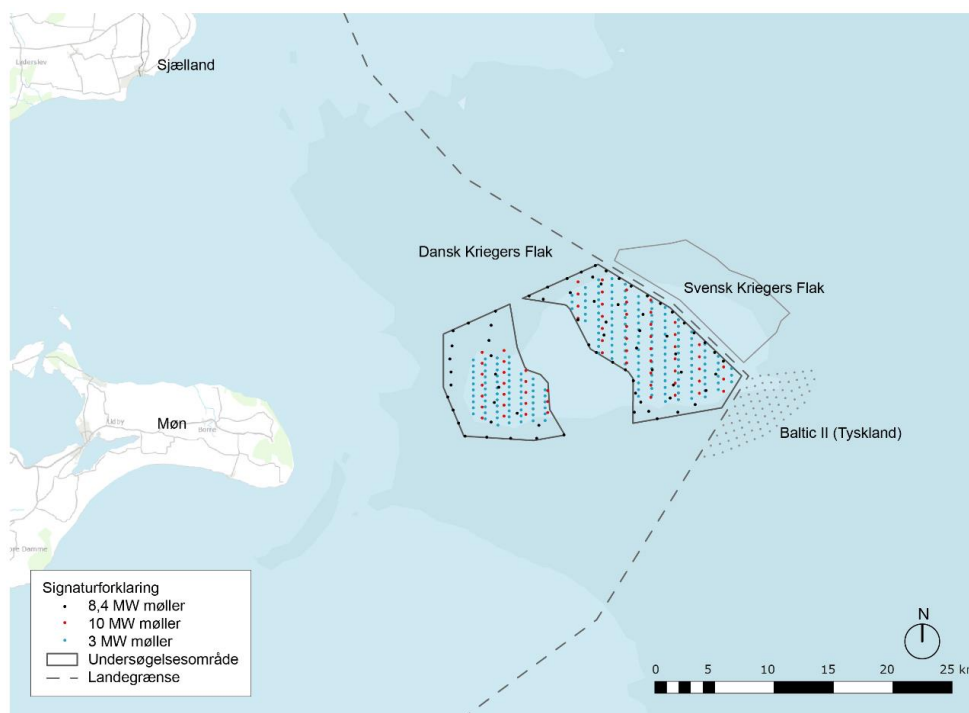 Sjælland
Dansk Kriegers Flak
Svensk Kriegers Flak
Møn
Baltic II (Tyskland)
Signaturforklaring
8,4 MW møller
10 MW møller
3 MW møller
Undersøgelsesområde
Landegrænse
N
0 5 10 15 20 25 km